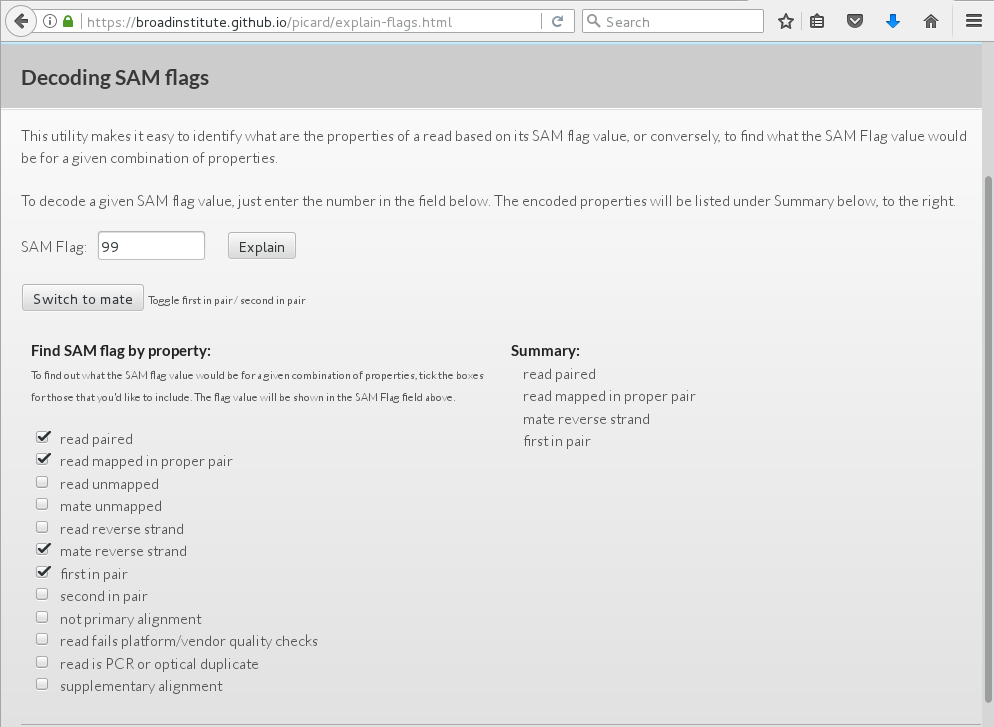 https://broadinstitute.github.io/picard/explain-flags.html
Search
Decoding SAM flags
This utility makes it easy to identify what are the properties of a read based on its SAM flag value, or conversely, to find what the SAM Flag value would
be for a given combination of properties.
To decode a given SAM flag value, just enter the number in the field below. The encoded properties will be listed under Summary below, to the right.
SAM Flag: 99 Explain
Switch to mate Toggle first in pair / second in pair
Find SAM flag by property:
To find out what the SAM flag value would be for a given combination of properties, tick the boxes
for those that you'd like to include. The flag value will be shown in the SAM Flag field above.
read paired
read mapped in proper pair
read unmapped
mate unmapped
read reverse strand
mate reverse strand
first in pair
second in pair
not primary alignment
read fails platform/vendor quality checks
read is PCR or optical duplicate
supplementary alignment
Summary:
read paired
read mapped in proper pair
mate reverse strand
first in pair